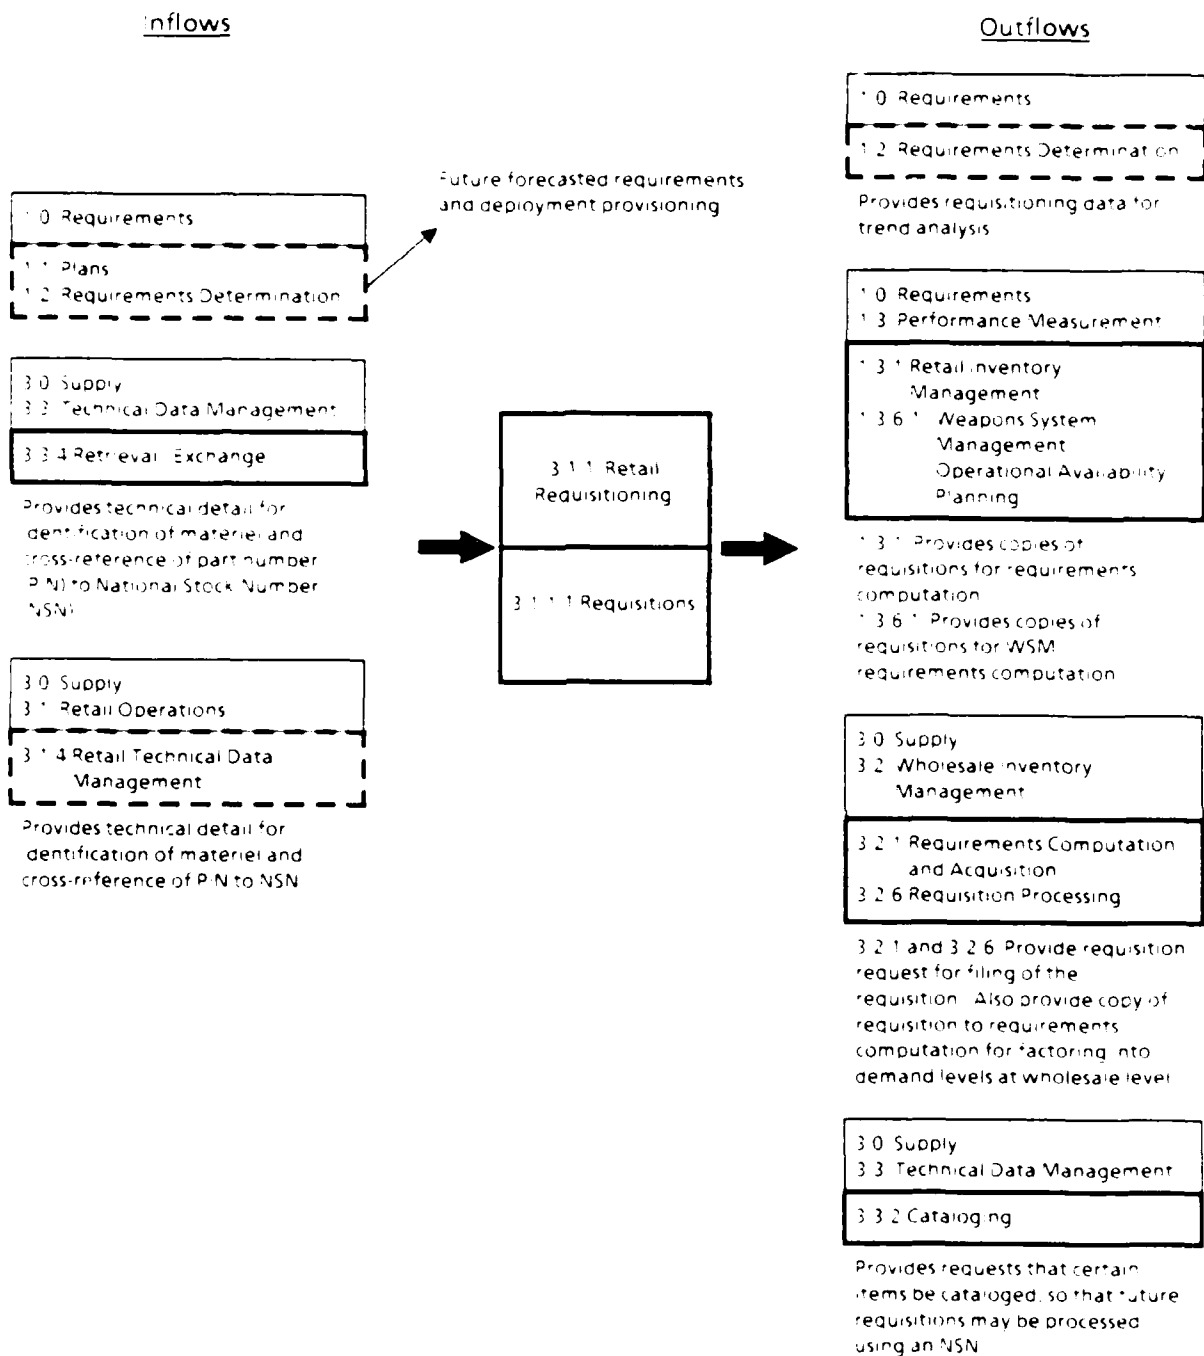 Inflows
1.0 Requirements
1.1 Plans
1.2 Requirements Determination
Future forecasted requirements
and deployment provisioning
3.0 Supply
3.3 Technical Data Management
3.3.4 Retrieval Exchange
Provides technical detail for
identification of materiel and
cross-reference of part number
(P/N) to National Stock Number
(NSN)
3.0 Supply
3.1 Retail Operations
3.1.4 Retail Technical Data
Management
Provides technical detail for
identification of materiel and
cross-reference of P/N to NSN
3.1.1 Retail
Requisitioning
3.1.1.1 Requisitions
Outflows
1.0 Requirements
1.2 Requirements Determination
Provides requisitioning data for
trend analysis
1.0 Requirements
1.3 Performance Measurement
1.3.1 Retail Inventory
Management
1.3.6.1 Weapons System
Management
Operational Availability
Planning
1.3.1 Provides copies of
requisitions for requirements
computation
1.3.6.1 Provides copies of
requisitions for WSM
requirements computation
3.0 Supply
3.2 Wholesale Inventory
Management
3.2.1 Requirements Computation
and Acquisition
3.2.6 Requisition Processing
3.2.1 and 3.2.6 Provide requisition
request for filing of the
requisition. Also provide copy of
requisition to requirements
computation for factoring into
demand levels at wholesale level
3.0 Supply
3.3 Technical Data Management
3.3.2 Cataloging
Provides requests that certain
items be cataloged, so that future
requisitions may be processed
using an NSN